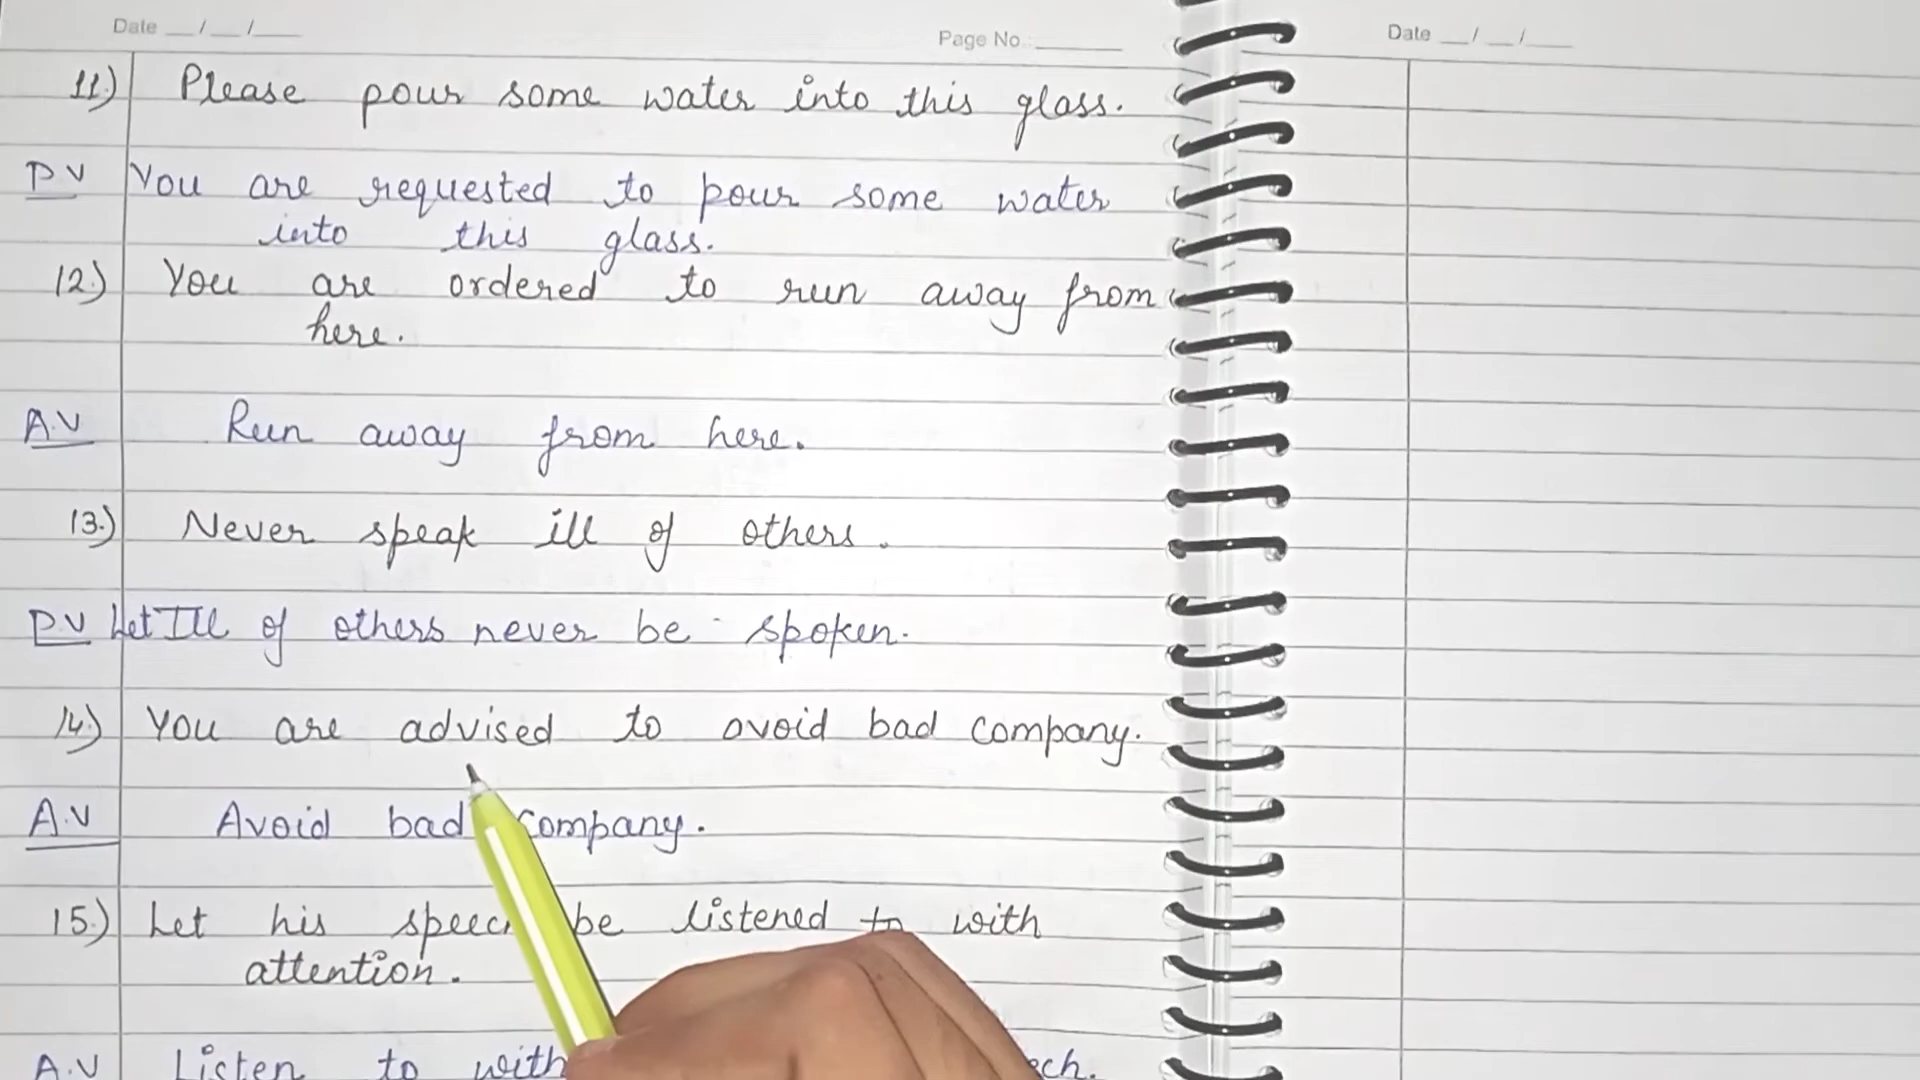 Date __/__/__
Page No.______
Date __/__/__
11.) Please pour some water into this glass.
P V You are requested to pour some water
into this glass.
12.) You are ordered to run away from
here.
A.V Run away from here.
13.) Never speak ill of others.
P.V Let Ill of others never be spoken.
14.) You are advised to avoid bad company.
A.V Avoid bad company.
15.) Let his be listened to with
attention.
A.V Listen to with